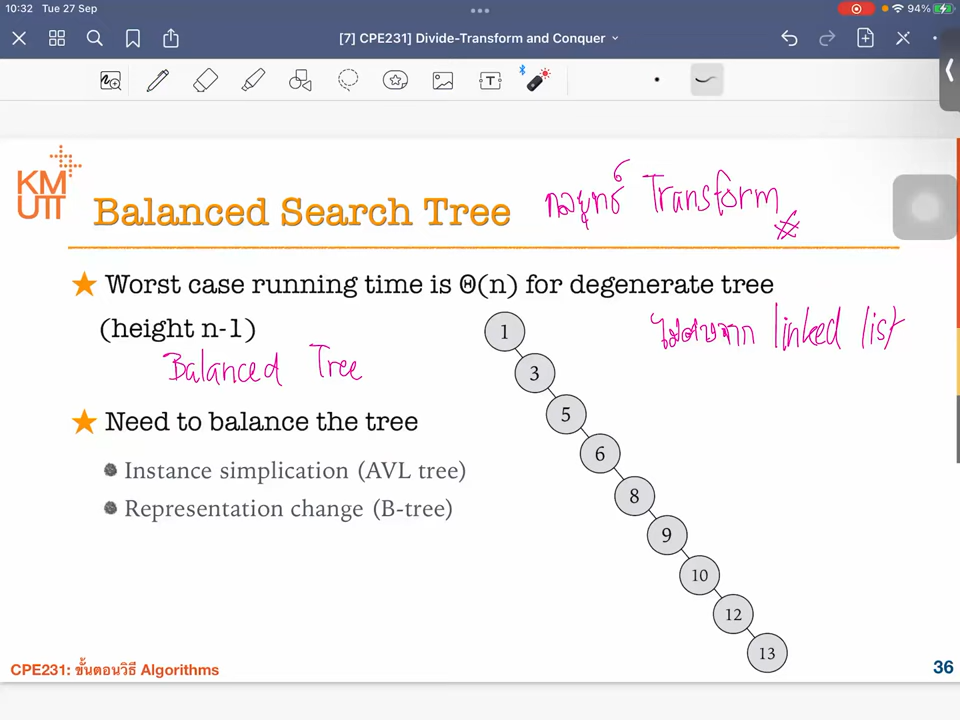 10:32 Tue 27 Sep
94%
[7] CPE231] Divide-Transform and Conquer
T
KMUTT
Balanced Search Tree
กลยุทธ์ Transform
Worst case running time is Θ(n) for degenerate tree
(height n-1)
ไม่ต่างจาก linked list
Balanced Tree
Need to balance the tree
Instance simplication (AVL tree)
Representation change (B-tree)
1
3
5
6
8
9
10
12
13
CPE231: ขั้นตอนวิธี Algorithms
36